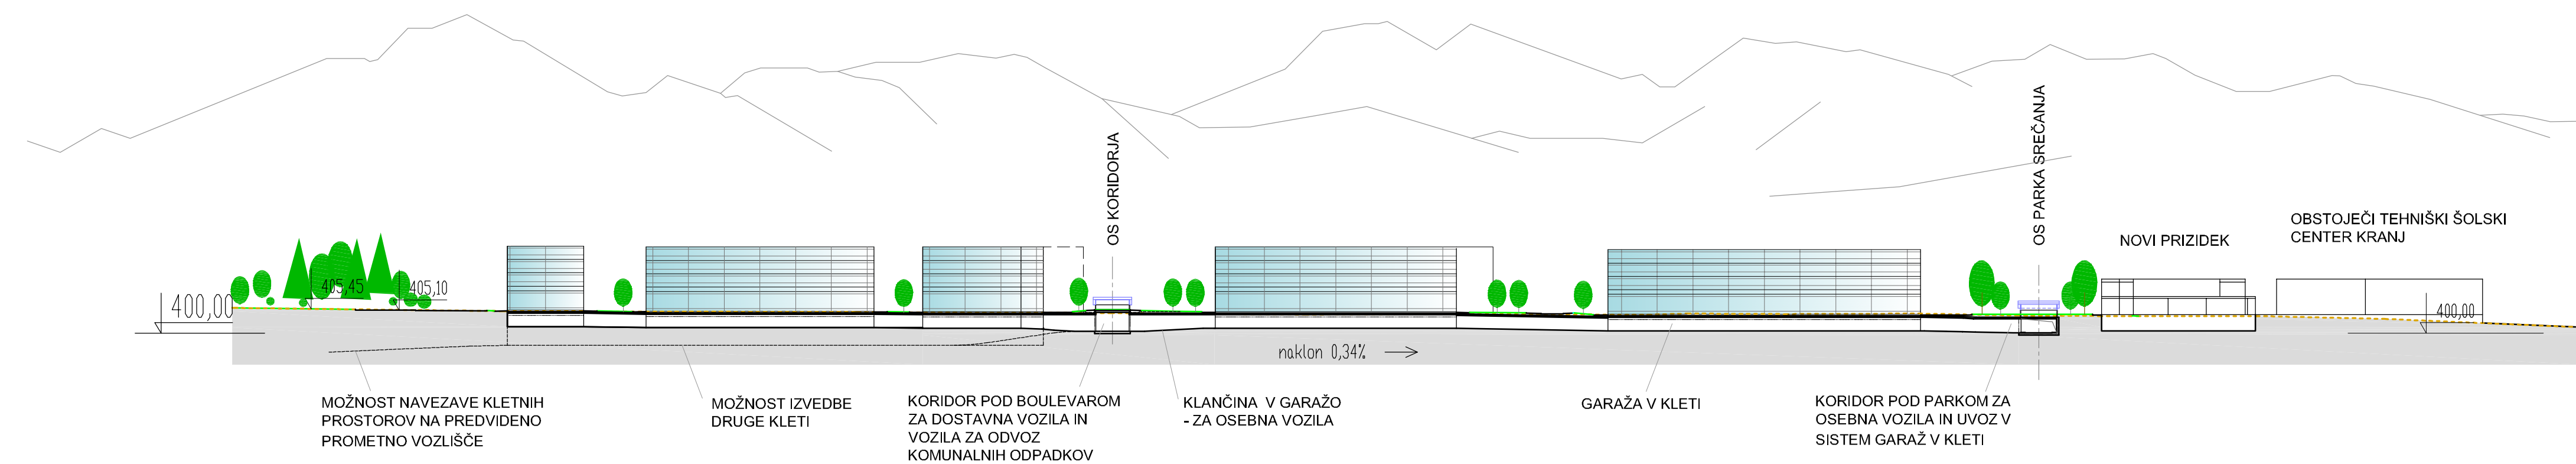 OS KORIDORJA
OS PARKA SREČANJA
OBSTOJEČI TEHNIŠKI ŠOLSKI
CENTER KRANJ
NOVI PRIZIDEK
405,45
405,10
400,00
400,00
naklon 0,34%
MOŽNOST NAVEZAVE KLETNIH
PROSTOROV NA PREDVIDENO
PROMETNO VOZLIŠČE
MOŽNOST IZVEDBE
DRUGE KLETI
KORIDOR POD BOULEVAROM
ZA DOSTAVNA VOZILA IN
VOZILA ZA ODVOZ
KOMUNALNIH ODPADKOV
KLANČINA V GARAŽO
- ZA OSEBNA VOZILA
GARAŽA V KLETI
KORIDOR POD PARKOM ZA
OSEBNA VOZILA IN UVOZ V
SISTEM GARAŽ V KLETI